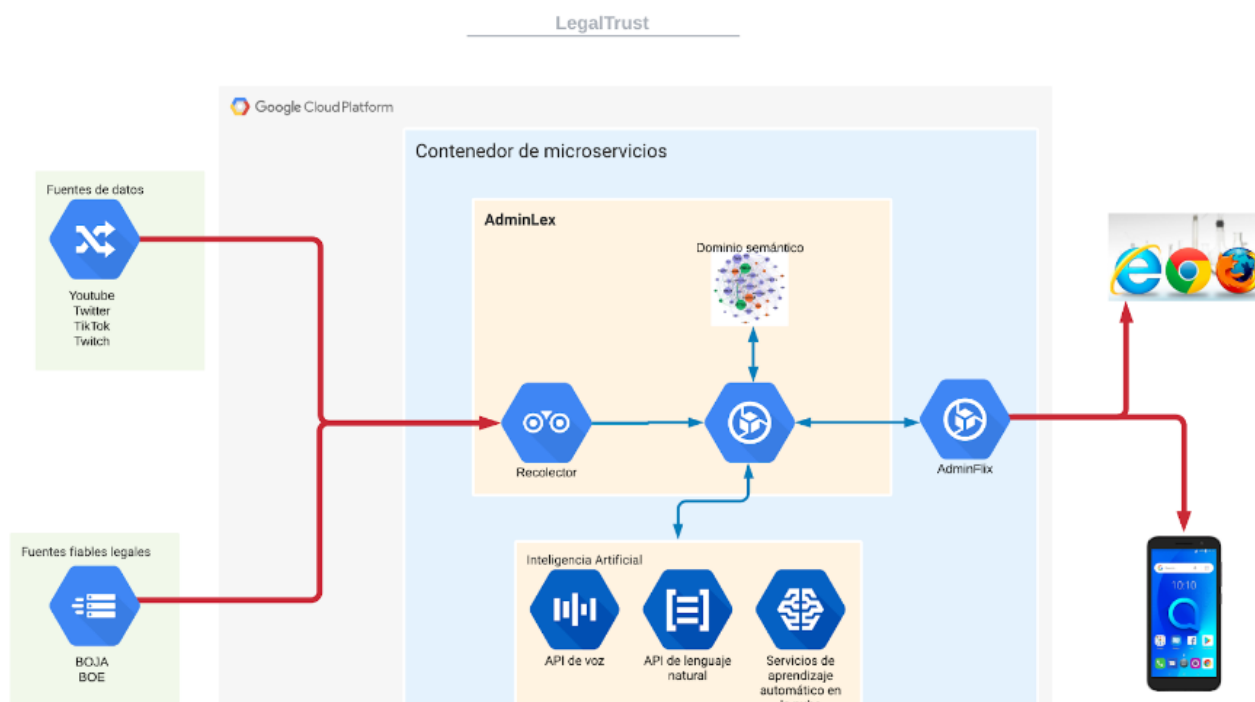 LegalTrust
Google Cloud Platform
Contenedor de microservicios
Fuentes de datos
Youtube
Twitter
TikTok
Twitch
AdminLex
Dominio semántico
Recolector
AdminFlix
Fuentes fiables legales
BOJA
BOE
Inteligencia Artificial
API de voz
API de lenguaje
natural
Servicios de
aprendizaje
automático en
10:10